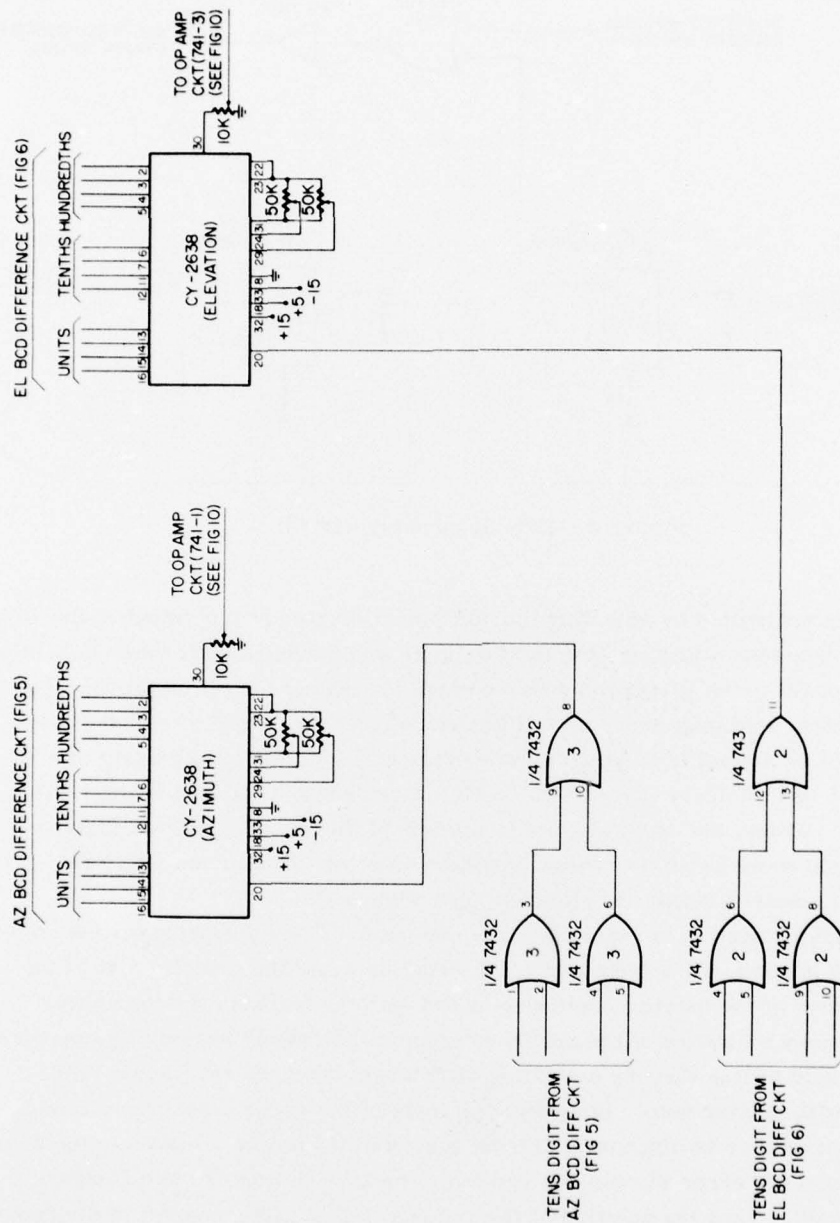 EL BCD DIFFERENCE CKT (FIG 6)
UNITS
TENTHS
HUNDREDTHS
16 15 14 13
12 11 7 6
5 4 3 2
CY-2638
(ELEVATION)
30
10K
TO OP AMP
CKT (741-3)
(SEE FIG 10)
20
32 18 33 8
29 24 31
23 22
+15
+5
-15
50K
50K
AZ BCD DIFFERENCE CKT (FIG 5)
UNITS
TENTHS
HUNDREDTHS
16 15 14 13
12 11 7 6
5 4 3 2
CY-2638
(AZIMUTH)
30
10K
TO OP AMP
CKT (741-1)
(SEE FIG 10)
20
32 18 33 8
29 24 31
23 22
+15
+5
-15
50K
50K
TENS DIGIT FROM
AZ BCD DIFF CKT
(FIG 5)
1/4 7432
2
3
3
1/4 7432
4
5
3
6
1/4 7432
9
10
3
8
TENS DIGIT FROM
EL BCD DIFF CKT
(FIG 6)
1/4 7432
4
5
2
6
1/4 7432
9
10
2
8
1/4 743
12
13
2
11